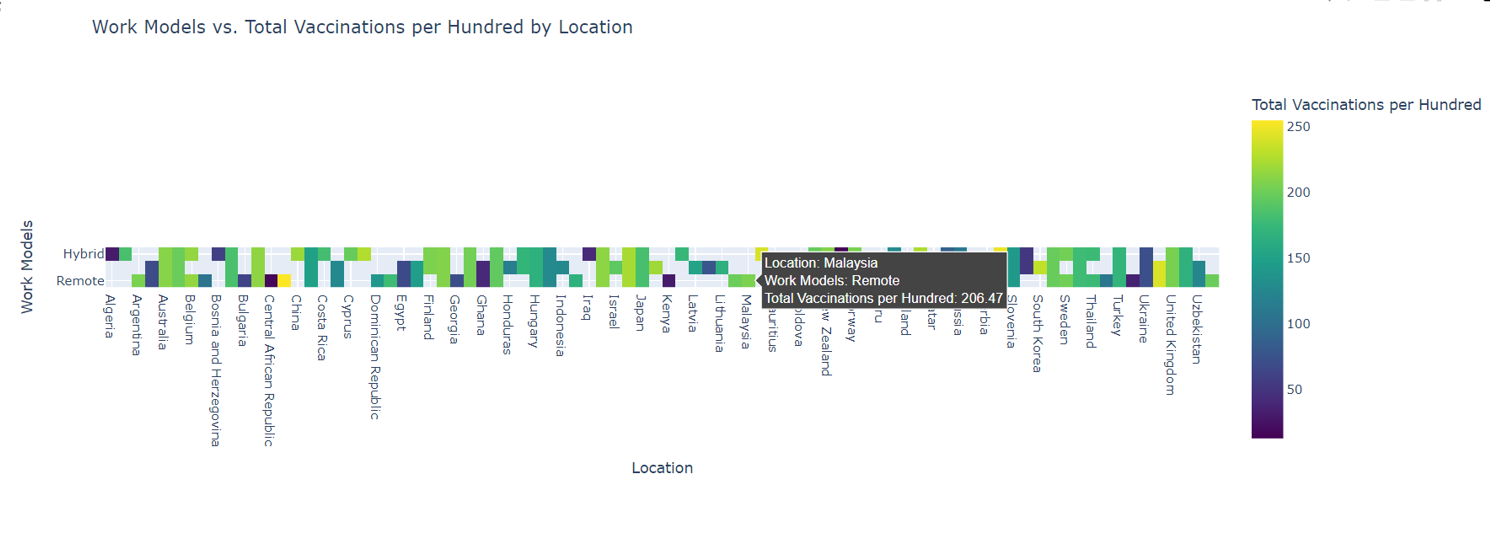 Work Models vs. Total Vaccinations per Hundred by Location
Total Vaccinations per Hundred
250
200
150
100
50
Work Models
Hybrid
Remote
Location: Malaysia
Work Models: Remote
Total Vaccinations per Hundred: 206.47
Algeria
Argentina
Australia
Belgium
Bosnia and Herzegovina
Bulgaria
Central African Republic
China
Costa Rica
Cyprus
Dominican Republic
Egypt
Finland
Georgia
Ghana
Honduras
Hungary
Indonesia
Iraq
Israel
Japan
Kenya
Latvia
Lithuania
Malaysia
uritius
ldova
ew Zealand
rway
ru
land
tar
ssia
rbia
Slovenia
South Korea
Sweden
Thailand
Turkey
Ukraine
United Kingdom
Uzbekistan
Location